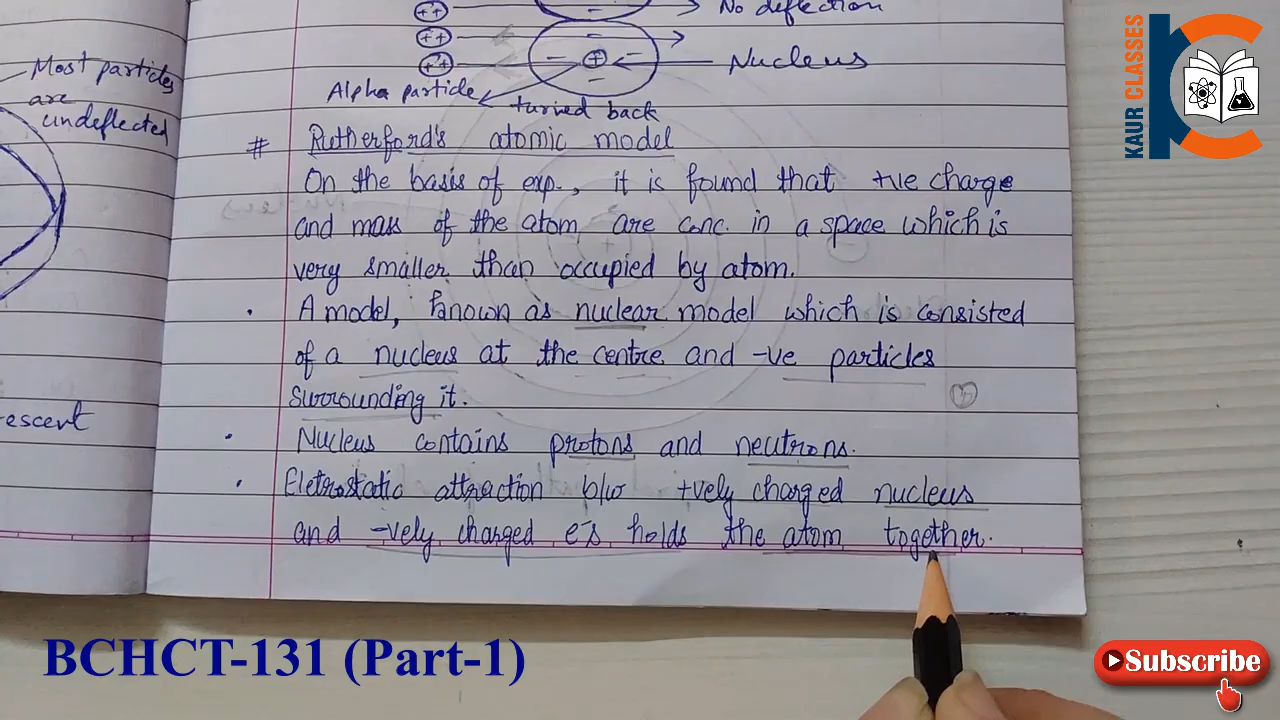 ++
No deflection
++
++
Nucleus
Alpha particle
turned back
Most particles
are
undeflected
# Rutherford's atomic model
On the basis of exp., it is found that +ve charge
and mass of the atom are conc. in a space which is
very smaller than occupied by atom.
. A model, known as nuclear model which is consisted
of a nucleus at the centre and -ve particles
surrounding it.
. Nucleus contains protons and neutrons.
. Eletrostatic attraction b/w +vely charged nucleus
and -vely charged e⁻s holds the atom together.
escent
KAUR CLASSES
BCHCT-131 (Part-1)
Subscribe